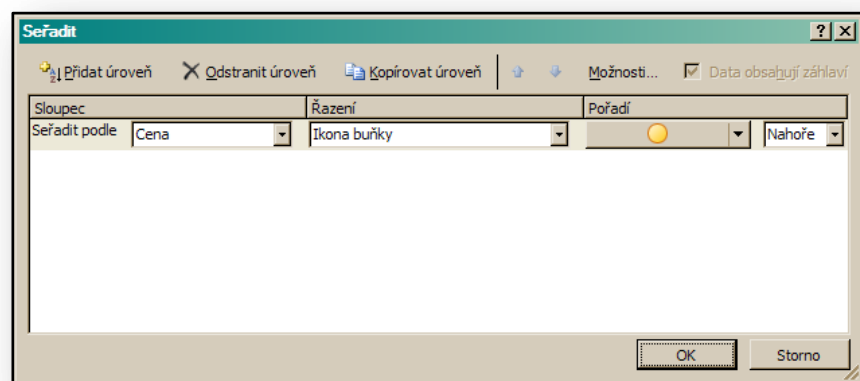 Seřadit
Přidat úroveň Odstranit úroveň Kopírovat úroveň Možnosti... Data obsahují záhlaví
Sloupec Řazení Pořadí
Seřadit podle Cena Ikona buňky Nahoře
OK Storno